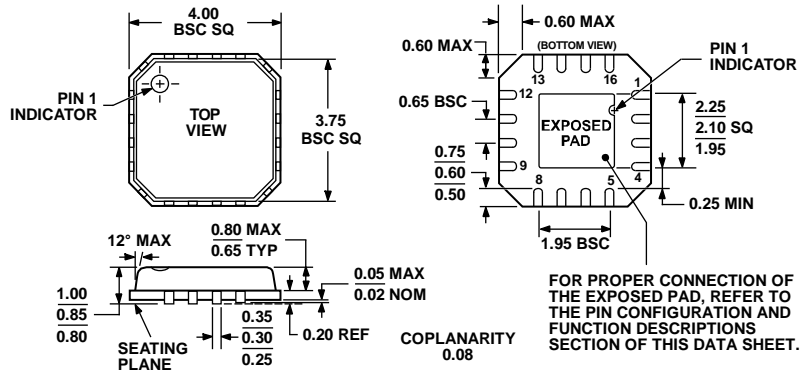 4.00
BSC SQ
PIN 1
INDICATOR
TOP
VIEW
3.75
BSC SQ
0.60 MAX
0.60 MAX
(BOTTOM VIEW)
PIN 1
INDICATOR
13
16
12
1
0.65 BSC
EXPOSED
PAD
2.25
2.10 SQ
1.95
0.75
0.60
0.50
9
8
5
4
0.25 MIN
1.95 BSC
12° MAX
0.80 MAX
0.65 TYP
1.00
0.85
0.80
0.05 MAX
0.02 NOM
0.35
0.30
0.25
0.20 REF
SEATING
PLANE
COPLANARITY
0.08
FOR PROPER CONNECTION OF
THE EXPOSED PAD, REFER TO
THE PIN CONFIGURATION AND
FUNCTION DESCRIPTIONS
SECTION OF THIS DATA SHEET.